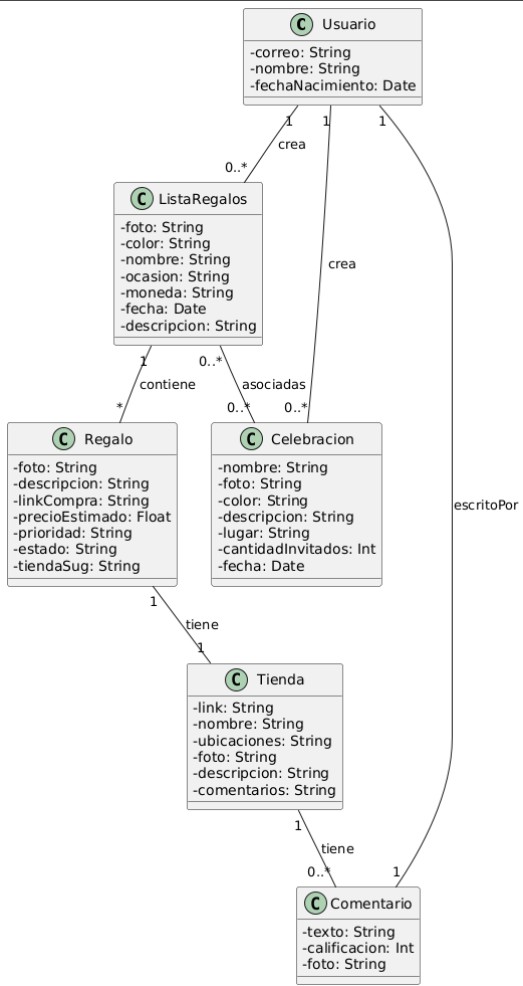 C Usuario
-correo: String
-nombre: String
-fechaNacimiento: Date
1 1 1
crea
0..*
C ListaRegalos
-foto: String
-color: String
-nombre: String
-ocasion: String
-moneda: String
-fecha: Date
-descripcion: String
crea
1 0..*
contiene asociadas
* 0..* 0..*
C Regalo
-foto: String
-descripcion: String
-linkCompra: String
-precioEstimado: Float
-prioridad: String
-estado: String
-tiendaSug: String
C Celebracion
-nombre: String
-foto: String
-color: String
-descripcion: String
-lugar: String
-cantidadInvitados: Int
-fecha: Date
escritoPor
1
tiene
1
C Tienda
-link: String
-nombre: String
-ubicaciones: String
-foto: String
-descripcion: String
-comentarios: String
1
tiene
0..* 1
C Comentario
-texto: String
-calificacion: Int
-foto: String